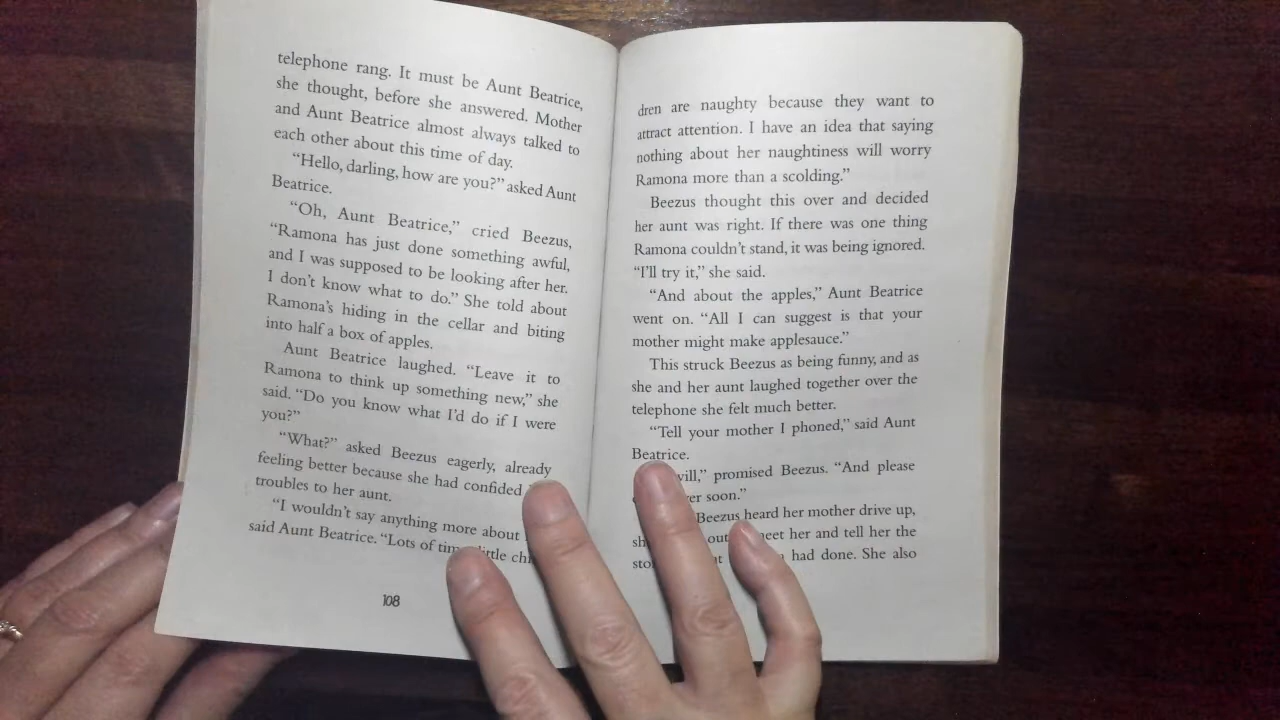 telephone rang. It must be Aunt Beatrice,
she thought, before she answered. Mother
and Aunt Beatrice almost always talked to
each other about this time of day.
“Hello, darling, how are you?” asked Aunt
Beatrice.
“Oh, Aunt Beatrice,” cried Beezus,
“Ramona has just done something awful,
and I was supposed to be looking after her.
I don’t know what to do.” She told about
Ramona’s hiding in the cellar and biting
into half a box of apples.
Aunt Beatrice laughed. “Leave it to
Ramona to think up something new,” she
said. “Do you know what I’d do if I were
you?”
“What?” asked Beezus eagerly, already
feeling better because she had confided
troubles to her aunt.
“I wouldn’t say anything more about
said Aunt Beatrice. “Lots of little
108
dren are naughty because they want to
attract attention. I have an idea that saying
nothing about her naughtiness will worry
Ramona more than a scolding.”
Beezus thought this over and decided
her aunt was right. If there was one thing
Ramona couldn’t stand, it was being ignored.
“I’ll try it,” she said.
“And about the apples,” Aunt Beatrice
went on. “All I can suggest is that your
mother might make applesauce.”
This struck Beezus as being funny, and as
she and her aunt laughed together over the
telephone she felt much better.
“Tell your mother I phoned,” said Aunt
Beatrice.
promised Beezus. “And please
soon.”
Beezus heard her mother drive up,
out her and tell her the
had done. She also